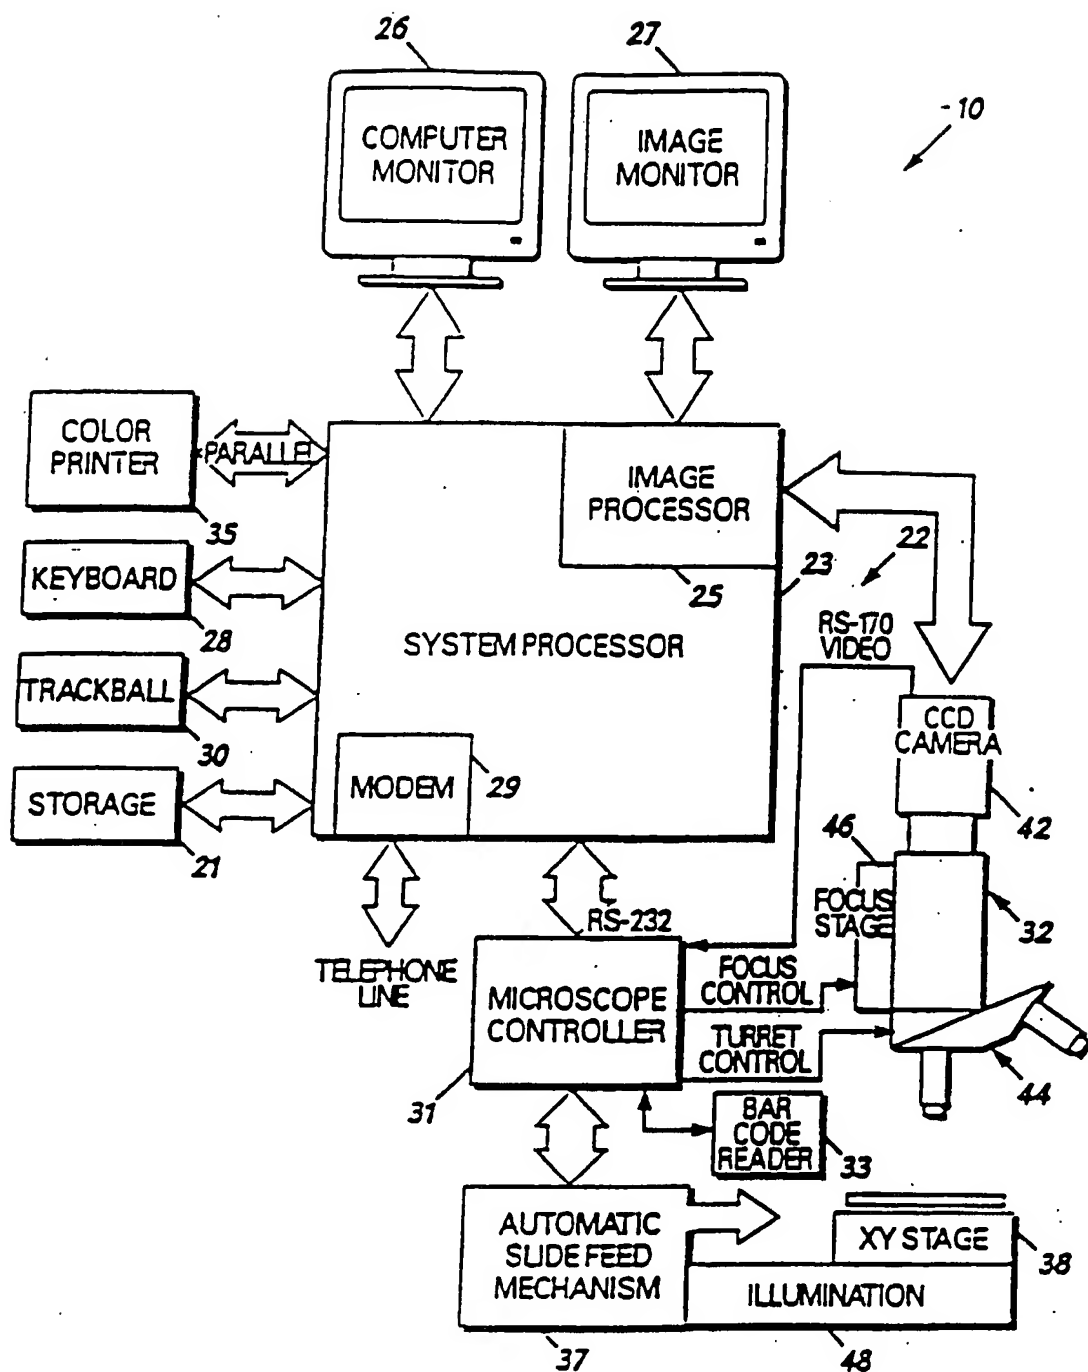 26
27
10
COMPUTER
MONITOR
IMAGE
MONITOR
COLOR
PRINTER
PARALLEL
35
IMAGE
PROCESSOR
25
23
22
KEYBOARD
28
SYSTEM PROCESSOR
RS-170
VIDEO
TRACKBALL
30
CCD
CAMERA
42
STORAGE
21
MODEM
29
46
FOCUS
STAGE
32
TELEPHONE
LINE
RS-232
MICROSCOPE
CONTROLLER
31
FOCUS
CONTROL
TURRET
CONTROL
44
BAR
CODE
READER
33
AUTOMATIC
SLIDE FEED
MECHANISM
37
XY STAGE
38
ILLUMINATION
48